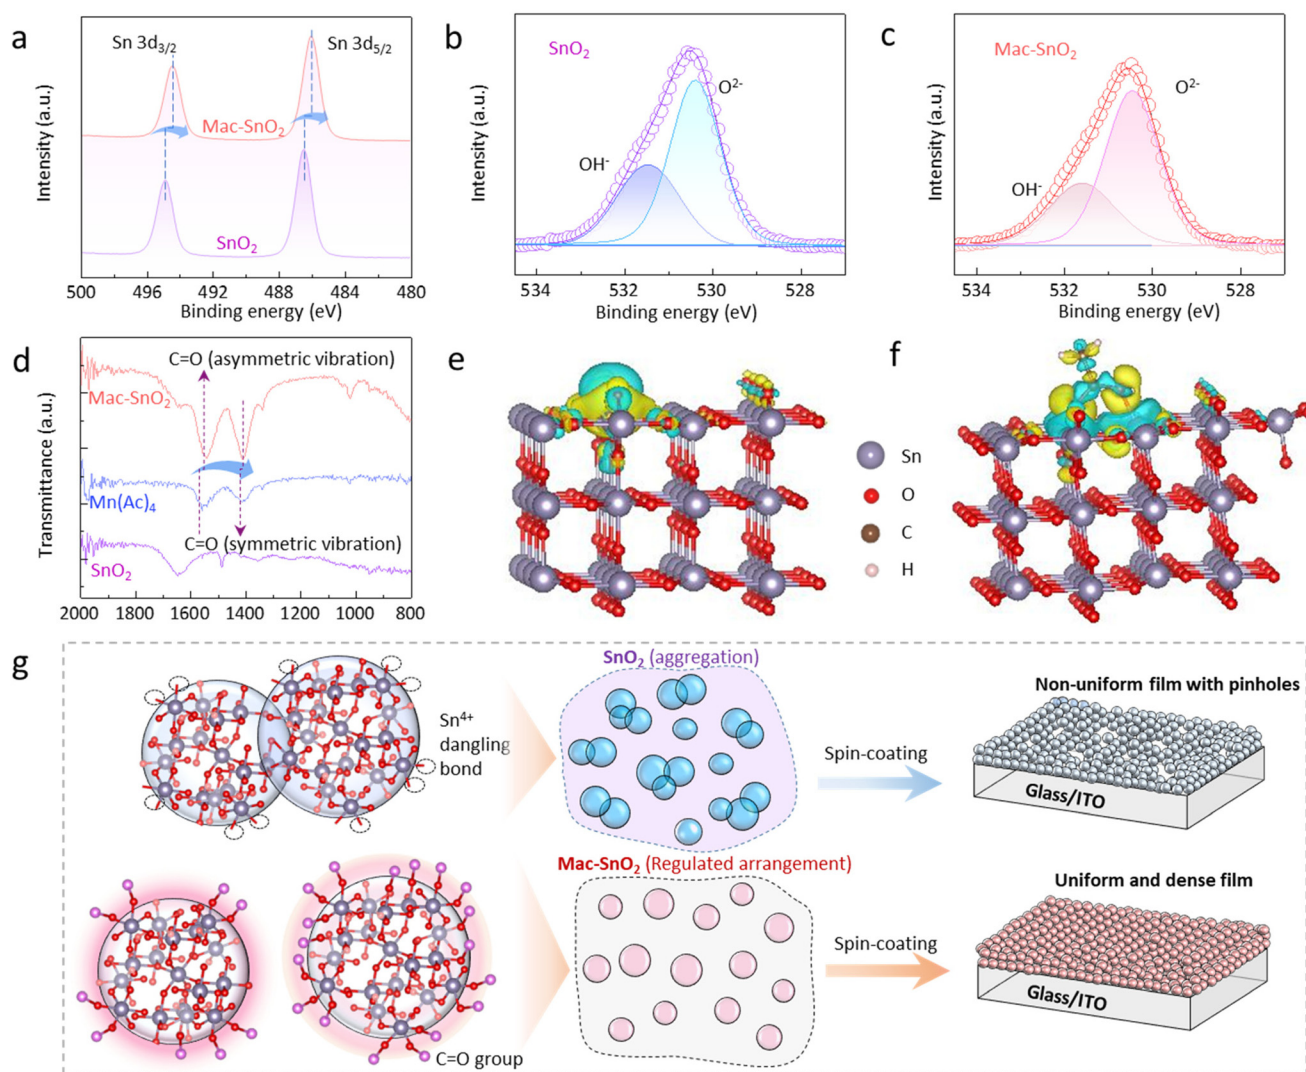 a
Sn 3d3/2
Sn 3d5/2
Mac-SnO2
SnO2
Intensity (a.u.)
500 496 492 488 484 480
Binding energy (eV)
b
SnO2
O2-
OH-
Intensity (a.u.)
534 532 530 528
Binding energy (eV)
c
Mac-SnO2
O2-
OH-
Intensity (a.u.)
534 532 530 528
Binding energy (eV)
d
C=O (asymmetric vibration)
Mac-SnO2
Mn(Ac)4
C=O (symmetric vibration)
SnO2
Transmittance (a.u.)
2000 1800 1600 1400 1200 1000 800
e
f
Sn
O
C
H
g
Sn4+
dangling
bond
SnO2 (aggregation)
Spin-coating
Non-uniform film with pinholes
Glass/ITO
C=O group
Mac-SnO2 (Regulated arrangement)
Spin-coating
Uniform and dense film
Glass/ITO